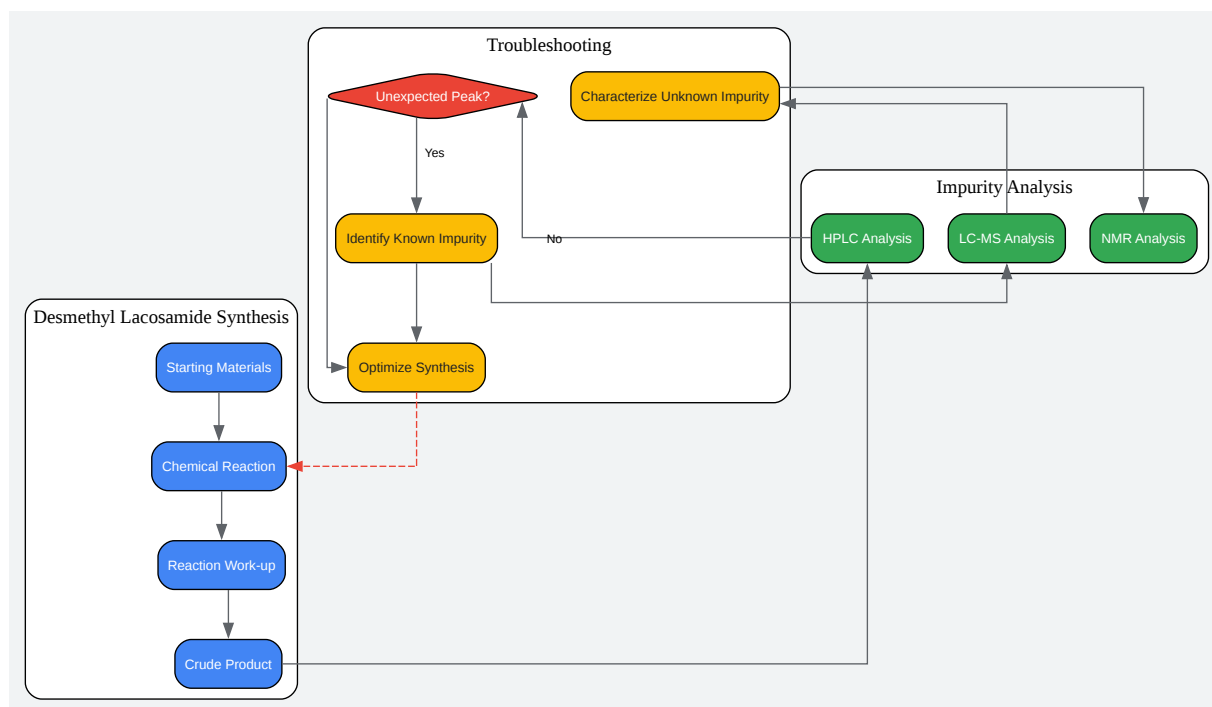 Troubleshooting
Unexpected Peak?
Characterize Unknown Impurity
Yes
Impurity Analysis
Identify Known Impurity
No
HPLC Analysis
LC-MS Analysis
NMR Analysis
Desmethyl Lacosamide Synthesis
Starting Materials
Optimize Synthesis
Chemical Reaction
Reaction Work-up
Crude Product